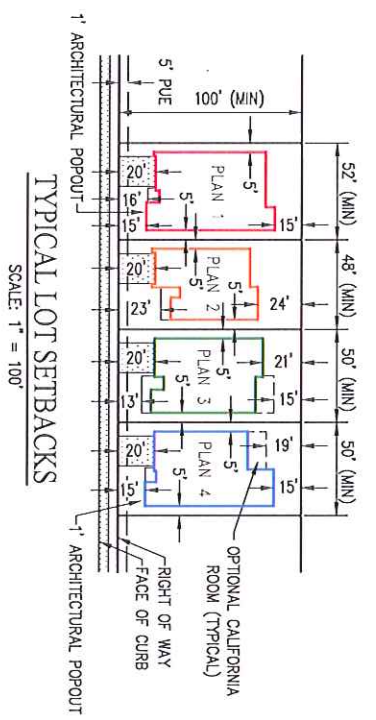 52' (MIN)
48' (MIN)
50' (MIN)
50' (MIN)
100' (MIN)
15'
24'
21'
15'
19'
15'
5'
5'
5'
5'
PLAN 1
PLAN 2
PLAN 3
PLAN 4
5'
5'
5'
5'
20'
16'
15'
20'
23'
20'
13'
20'
15'
OPTIONAL CALIFORNIA
ROOM (TYPICAL)
5' PUE
1' ARCHITECTURAL POPOUT
RIGHT OF WAY
FACE OF CURB
1' ARCHITECTURAL POPOUT
TYPICAL LOT SETBACKS
SCALE: 1" = 100'